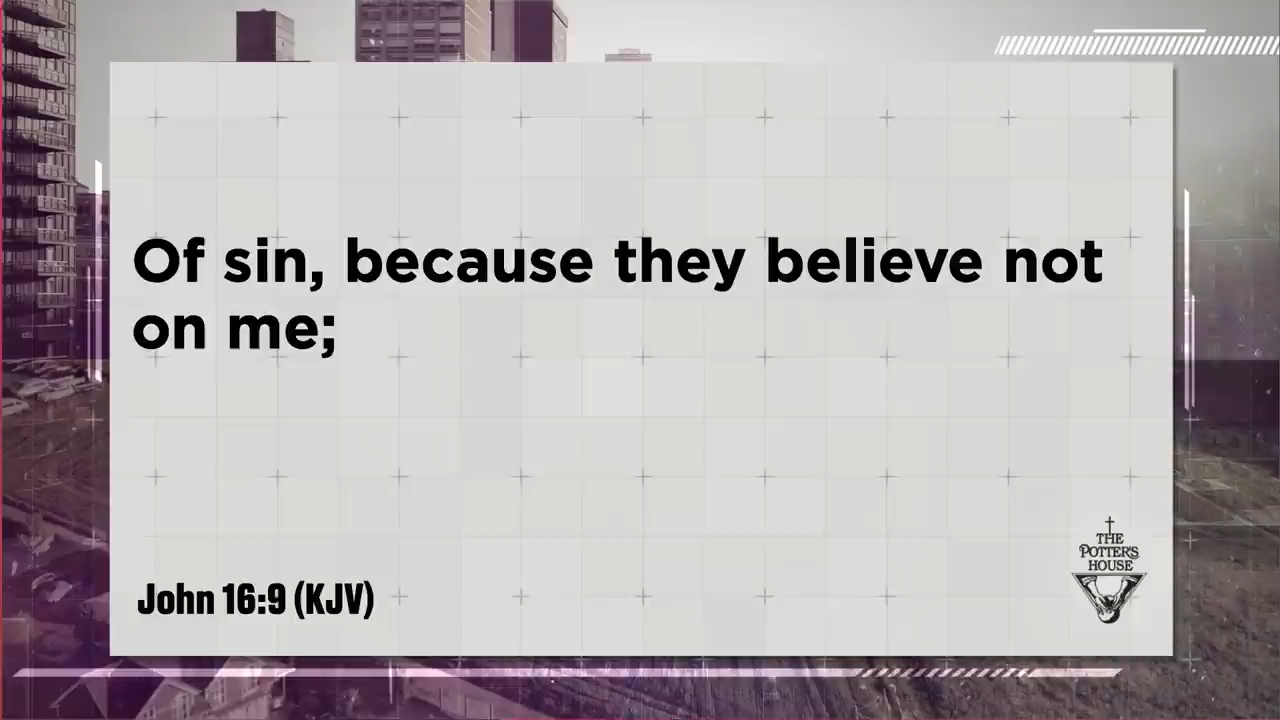 Of sin, because they believe not
on me;
John 16:9 (KJV)
THE
POTTER'S
HOUSE